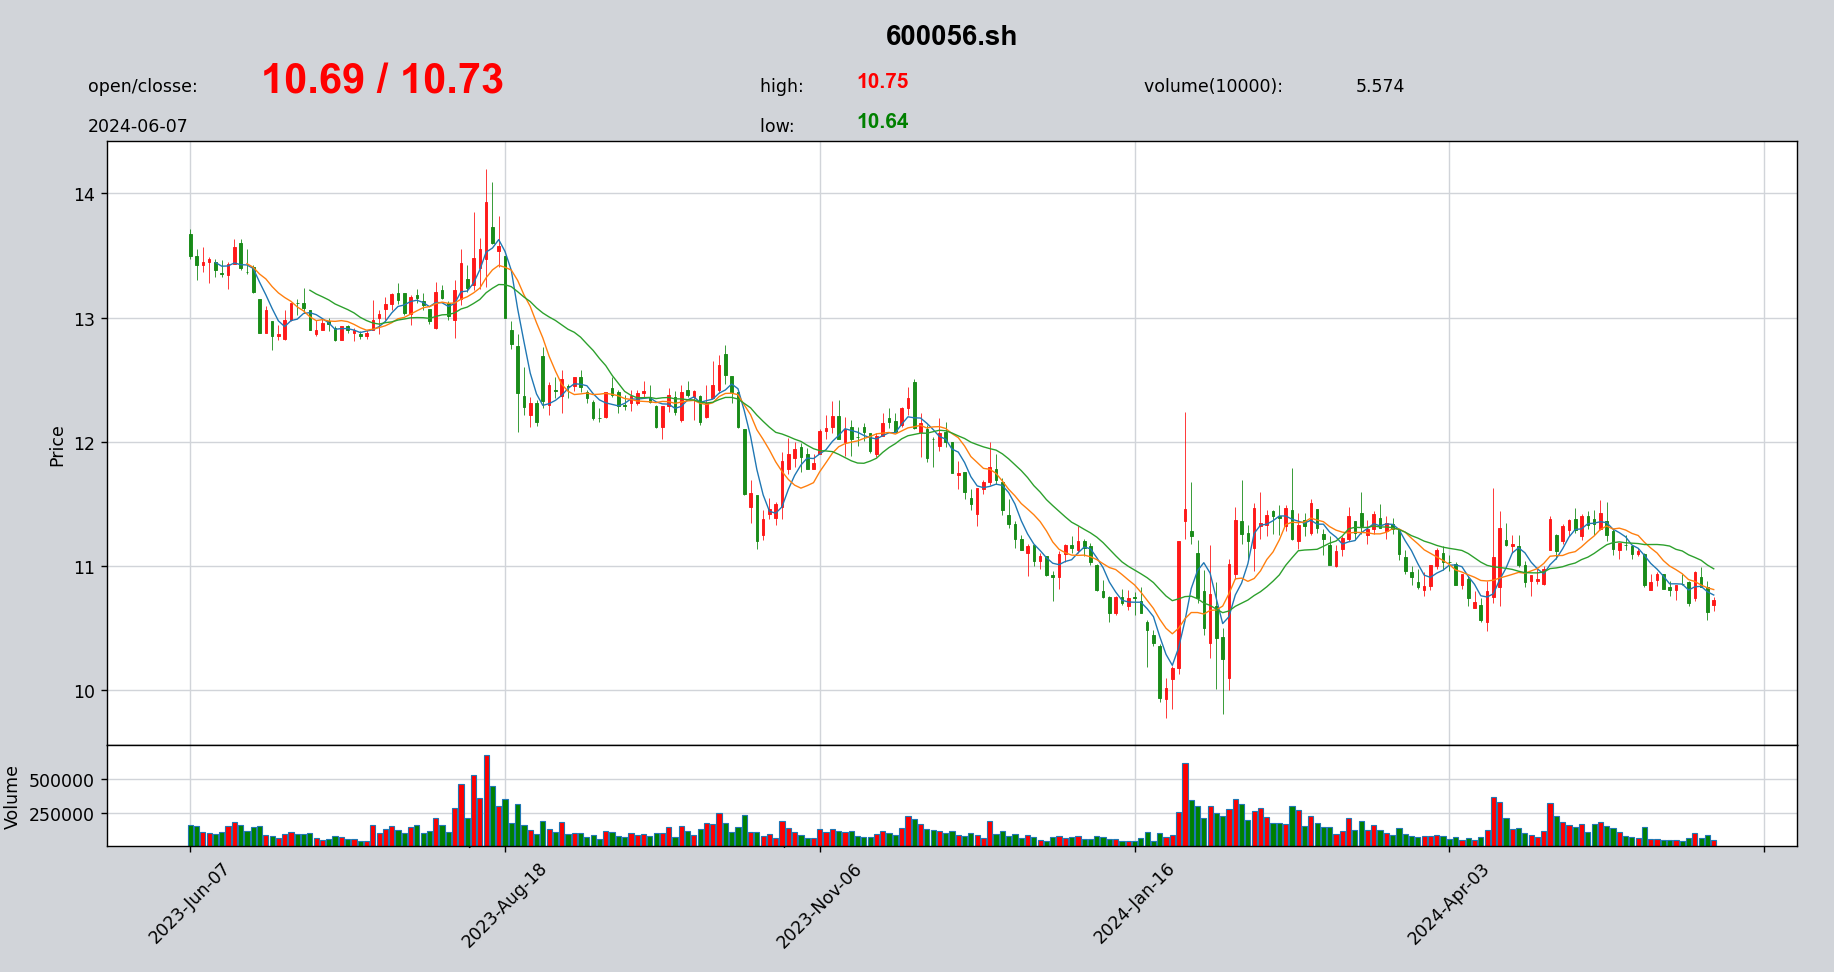 600056.sh
open/closse: 10.69 / 10.73 high: 10.75 volume(10000): 5.574
2024-06-07 low: 10.64
14
13
12
11
10
Price
500000
250000
Volume
2023-Jun-07 2023-Aug-18 2023-Nov-06 2024-Jan-16 2024-Apr-03